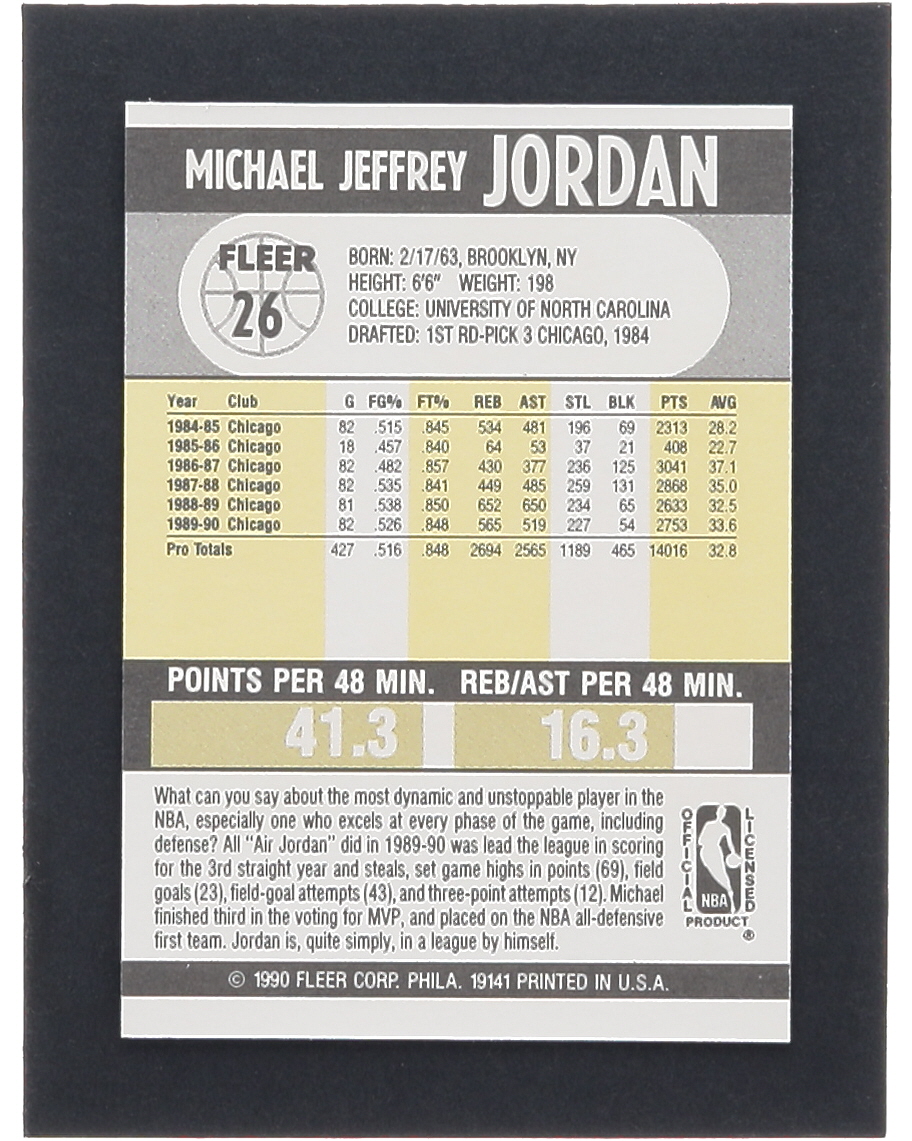 MICHAEL JEFFREY JORDAN
FLEER
26
BORN: 2/17/63, BROOKLYN, NY
HEIGHT: 6'6" WEIGHT: 198
COLLEGE: UNIVERSITY OF NORTH CAROLINA
DRAFTED: 1ST RD-PICK 3 CHICAGO, 1984
Year Club G FG% FT% REB AST STL BLK PTS AVG
1984-85 Chicago 82 .515 .845 534 481 196 69 2313 28.2
1985-86 Chicago 18 .457 .840 64 53 37 21 408 22.7
1986-87 Chicago 82 .482 .857 430 377 236 125 3041 37.1
1987-88 Chicago 82 .535 .841 449 485 259 131 2868 35.0
1988-89 Chicago 81 .538 .850 652 650 234 65 2633 32.5
1989-90 Chicago 82 .526 .848 565 519 227 54 2753 33.6
Pro Totals 427 .516 .848 2694 2565 1189 465 14016 32.8
POINTS PER 48 MIN. REB/AST PER 48 MIN.
41.3 16.3
What can you say about the most dynamic and unstoppable player in the
NBA, especially one who excels at every phase of the game, including
defense? All "Air Jordan" did in 1989-90 was lead the league in scoring
for the 3rd straight year and steals, set game highs in points (69), field
goals (23), field-goal attempts (43), and three-point attempts (12). Michael
finished third in the voting for MVP, and placed on the NBA all-defensive
first team. Jordan is, quite simply, in a league by himself.
OFFICIAL
LICENSED
NBA
PRODUCT
®
© 1990 FLEER CORP. PHILA. 19141 PRINTED IN U.S.A.